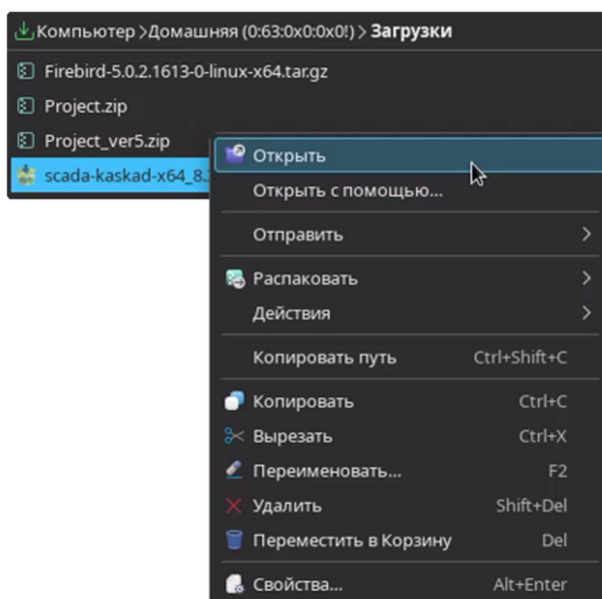 Компьютер >Домашняя (0:63:0x0:0x0!) > Загрузки
Firebird-5.0.2.1613-0-linux-x64.tar.gz
Project.zip
Project_ver5.zip
scada-kaskad-x64_8.
Открыть
Открыть с помощью...
Отправить
Распаковать
Действия
Копировать путь Ctrl+Shift+C
Копировать Ctrl+C
Вырезать Ctrl+X
Переименовать... F2
Удалить Shift+Del
Переместить в Корзину Del
Свойства... Alt+Enter